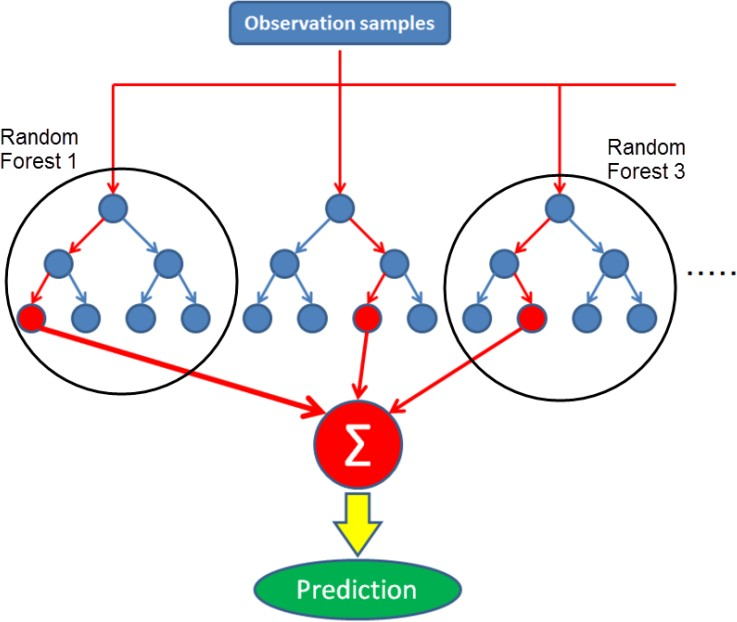 Observation samples
Random
Forest 1
Random
Forest 3
.....
Σ
Prediction